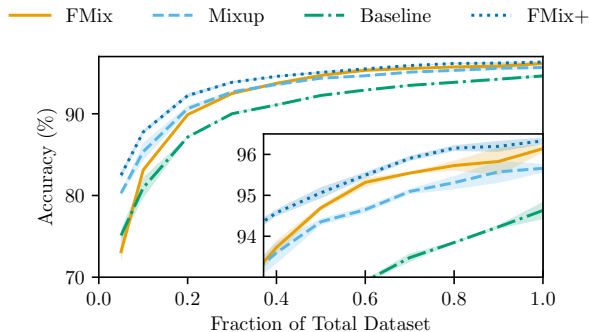 FMix Mixup Baseline FMix+
Accuracy (%)
90
80
70
96
95
94
0.0 0.2 0.4 0.6 0.8 1.0
Fraction of Total Dataset